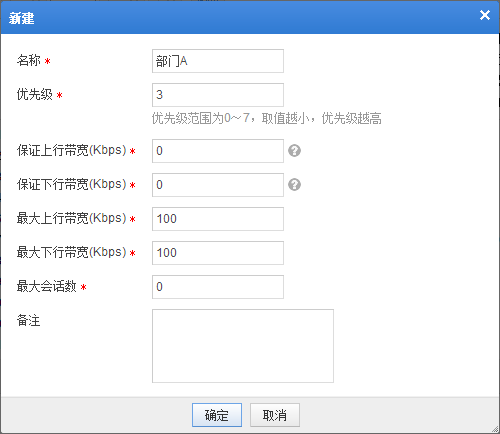 新建
名称 *
部门A
优先级 *
3
优先级范围为0～7，取值越小，优先级越高
保证上行带宽(Kbps) *
0
?
保证下行带宽(Kbps) *
0
?
最大上行带宽(Kbps) *
100
最大下行带宽(Kbps) *
100
最大会话数 *
0
备注
确定
取消